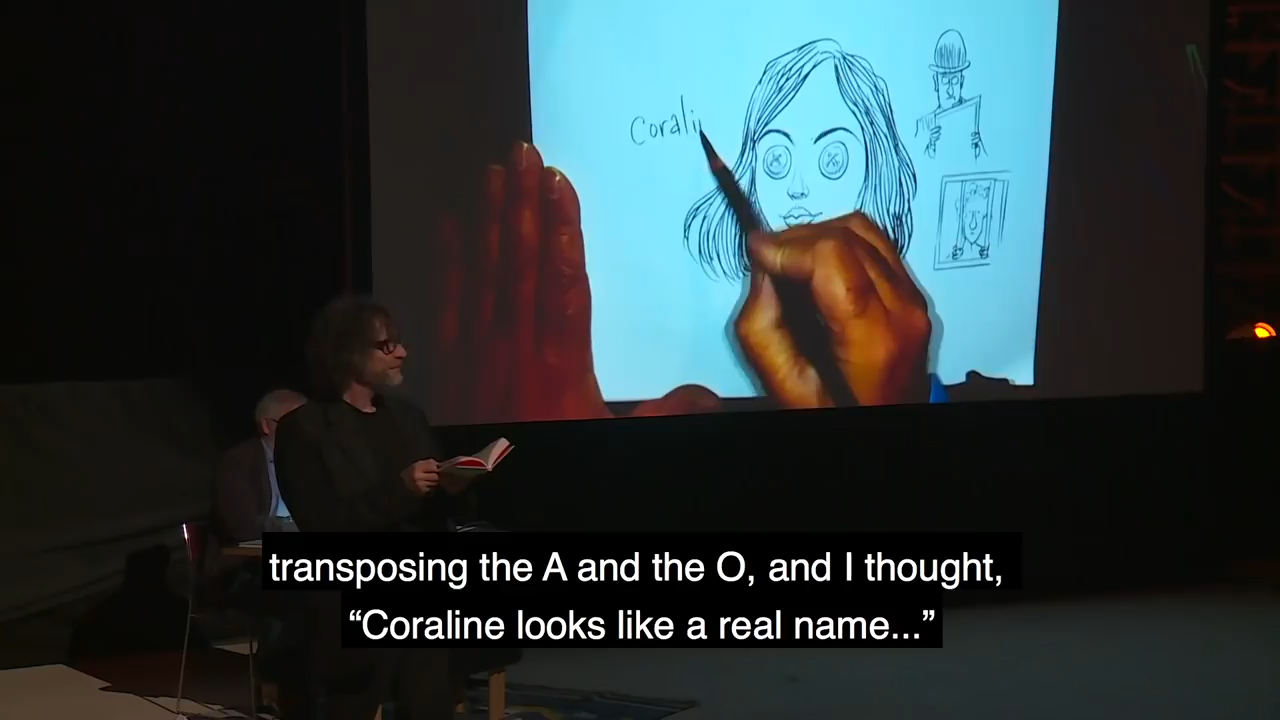 Corali
transposing the A and the O, and I thought,
“Coraline looks like a real name...”